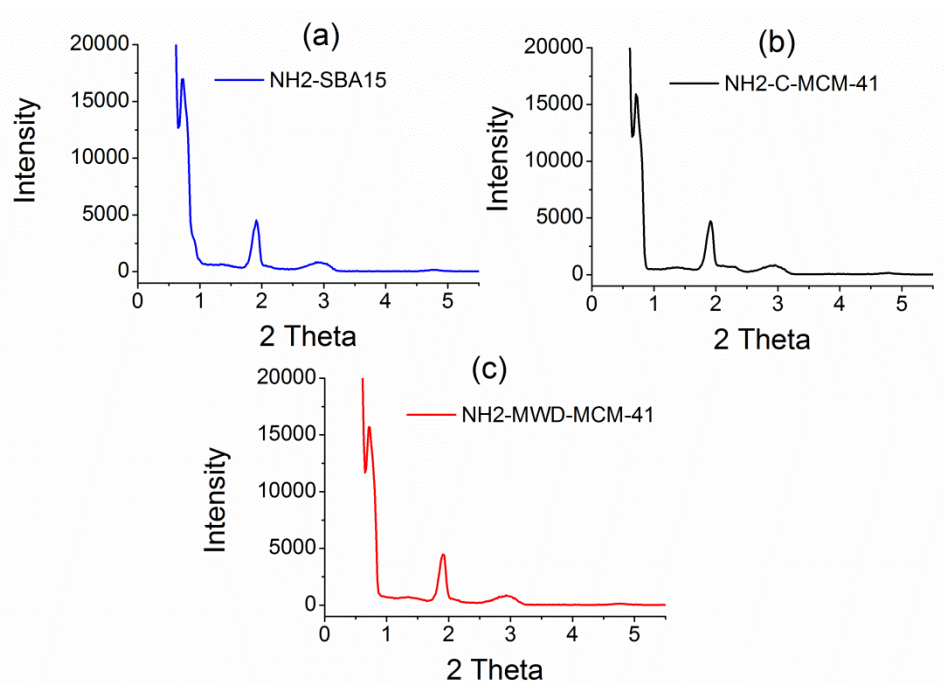 (a)
NH2-SBA15
20000
15000
10000
5000
0
Intensity
0 1 2 3 4 5
2 Theta
(b)
NH2-C-MCM-41
20000
15000
10000
5000
0
Intensity
0 1 2 3 4 5
2 Theta
(c)
NH2-MWD-MCM-41
20000
15000
10000
5000
0
Intensity
0 1 2 3 4 5
2 Theta